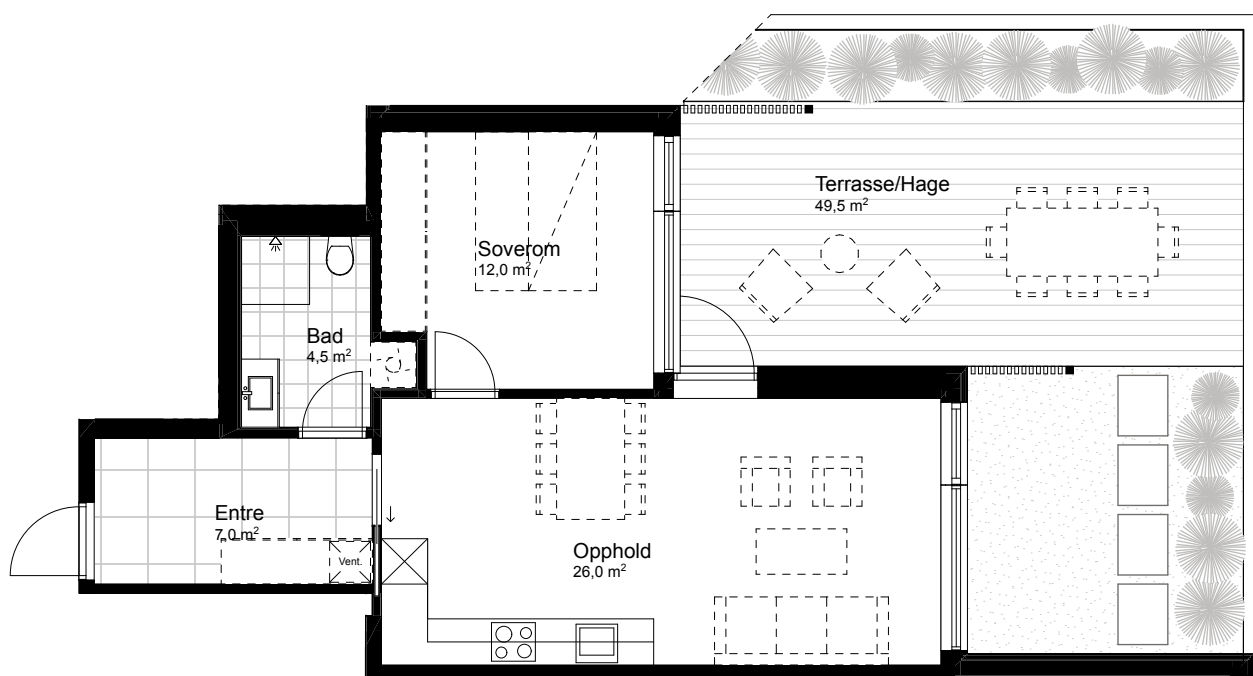 Terrasse/Hage
49,5 m²
Soverom
12,0 m²
Bad
4,5 m²
Entre
7,0 m²
Vent.
Opphold
26,0 m²